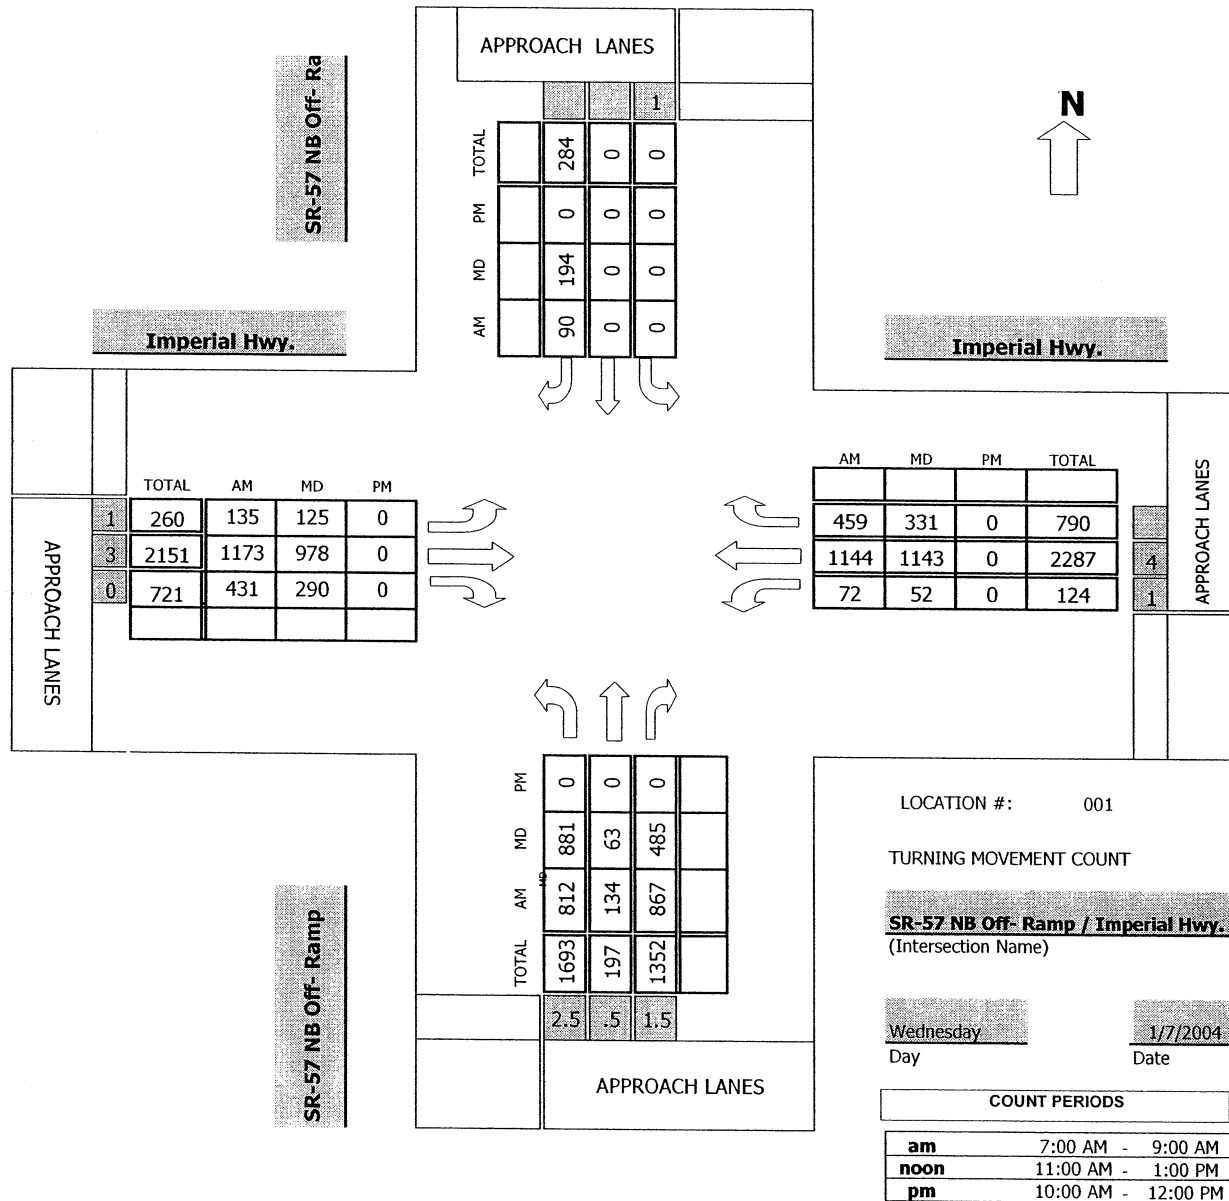 APPROACH LANES
1
SR-57 NB Off- Ra
N
TOTAL 284 0 0
PM 0 0 0
MD 194 0 0
AM 90 0 0
Imperial Hwy.
Imperial Hwy.
TOTAL AM MD PM
1 260 135 125 0
3 2151 1173 978 0
0 721 431 290 0
APPROACH LANES
AM MD PM TOTAL
459 331 0 790
1144 1143 0 2287 4
72 52 0 124 1
APPROACH LANES
PM 0 0 0
MD 881 63 485
MD
AM 812 134 867
TOTAL 1693 197 1352
2.5 .5 1.5
APPROACH LANES
SR-57 NB Off- Ramp
LOCATION #: 001
TURNING MOVEMENT COUNT
SR-57 NB Off- Ramp / Imperial Hwy.
(Intersection Name)
Wednesday 1/7/2004
Day Date
COUNT PERIODS
am 7:00 AM - 9:00 AM
noon 11:00 AM - 1:00 PM
pm 10:00 AM - 12:00 PM